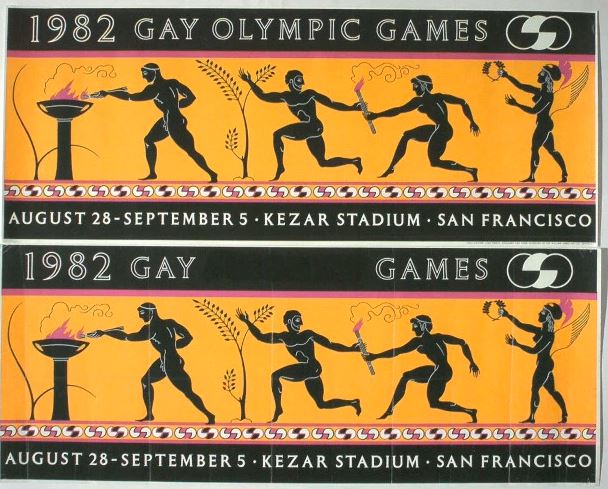 1982 GAY OLYMPIC GAMES
AUGUST 28-SEPTEMBER 5 · KEZAR STADIUM · SAN FRANCISCO
1982 GAY GAMES
AUGUST 28-SEPTEMBER 5 · KEZAR STADIUM · SAN FRANCISCO